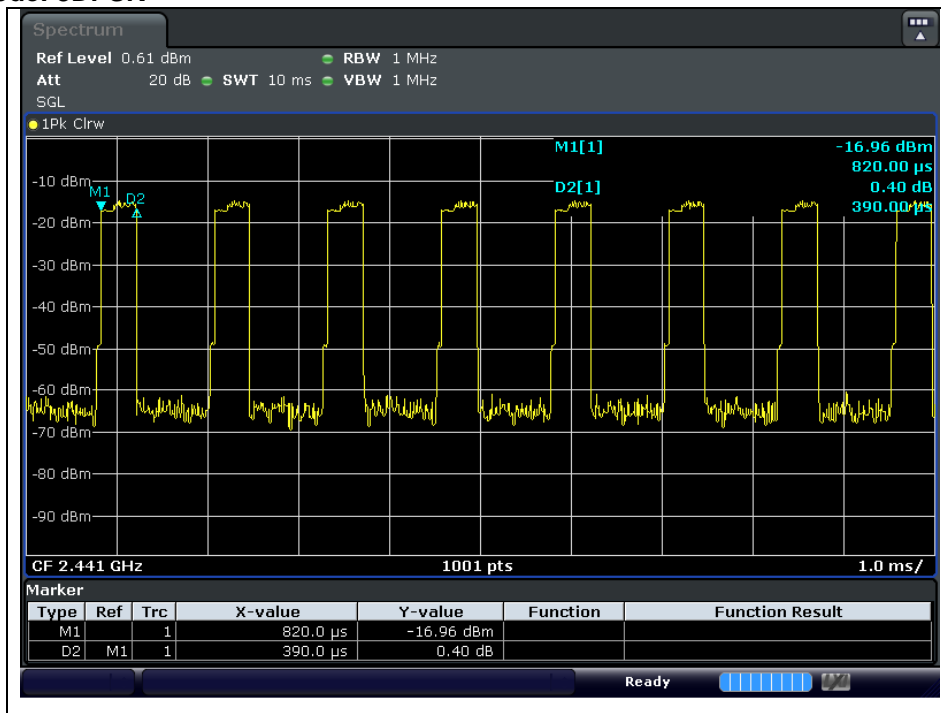 Spectrum
Ref Level 0.61 dBm RBW 1 MHz
Att 20 dB SWT 10 ms VBW 1 MHz
SGL
1Pk Clrw
M1[1] -16.96 dBm
820.00 µs
D2[1] 0.40 dB
390.00 µs
M1 D2
-10 dBm
-20 dBm
-30 dBm
-40 dBm
-50 dBm
-60 dBm
-70 dBm
-80 dBm
-90 dBm
CF 2.441 GHz 1001 pts 1.0 ms/
Marker
Type Ref Trc X-value Y-value Function Function Result
M1 1 820.0 µs -16.96 dBm
D2 M1 1 390.0 µs 0.40 dB
Ready